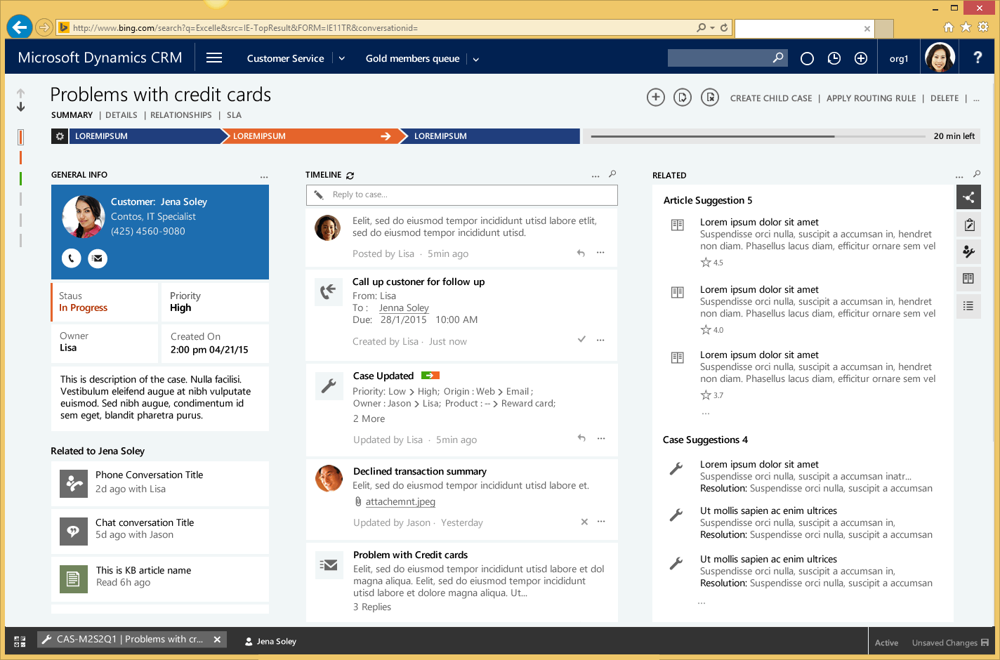 http://www.bing.com/search?q=Excelle&src=IE-TopResult&FORM=IE11TR&conversationid=
Microsoft Dynamics CRM
Customer Service
Gold members queue
org1
?
Problems with credit cards
SUMMARY | DETAILS | RELATIONSHIPS | SLA
CREATE CHILD CASE | APPLY ROUTING RULE | DELETE | ...
LOREMIPSUM
LOREMIPSUM
LOREMIPSUM
20 min left
GENERAL INFO
...
Customer: Jena Soley
Contos, IT Specialist
(425) 4560-9080
Staus
In Progress
Priority
High
Owner
Lisa
Created On
2:00 pm 04/21/15
This is description of the case. Nulla facilisi.
Vestibulum eleifend augue at nibh vulputate
euismod. Sed nibh augue, condimentum id
sem eget, blandit pharetra purus.
Related to Jena Soley
Phone Conversation Title
2d ago with Lisa
Chat conversation Title
5d ago with Jason
This is KB article name
Read 6h ago
TIMELINE
...
Reply to case...
Eelit, sed do eiusmod tempor incididunt utisd labore etlit,
sed do eiusmod tempor incididunt utisd.
Posted by Lisa · 5min ago
...
Call up custoner for follow up
From: Lisa
To : Jenna Soley
Due: 28/1/2015 10:00 AM
Created by Lisa · Just now
...
Case Updated
Priority: Low > High; Origin : Web > Email ;
Owner : Jason > Lisa; Product : -- > Reward card;
2 More
Updated by Lisa · 5min ago
...
Declined transaction summary
Eelit, sed do eiusmod tempor incididunt utisd labore et.
attachemnt.jpeg
Updated by Jason · Yesterday
...
Problem with Credit cards
Eelit, sed do eiusmod tempor incididunt utisd labore et dol
magna aliqua. Eelit, sed do eiusmod tempor incididunt
utisd labore et dolore magna aliqua. Ut...
3 Replies
RELATED
...
Article Suggestion 5
Lorem ipsum dolor sit amet
Suspendisse orci nulla, suscipit a accumsan in, hendret
non diam. Phasellus lacus diam, efficitur ornare sem vel
4.5
Lorem ipsum dolor sit amet
Suspendisse orci nulla, suscipit a accumsan in, hendret
non diam. Phasellus lacus diam, efficitur ornare sem vel
4.0
Lorem ipsum dolor sit amet
Suspendisse orci nulla, suscipit a accumsan in, hendret
non diam. Phasellus lacus diam, efficitur ornare sem vel
3.7
...
Case Suggestions 4
Lorem ipsum dolor sit amet
Suspendisse orci nulla, suscipit a accumsan inatr...
Resolution: Suspendisse orci nulla, suscipit a accumsan
Ut mollis sapien ac enim ultrices
Suspendisse orci nulla, suscipit a accumsan in,
Resolution: Suspendisse orci nulla, suscipit a accumsan
Ut mollis sapien ac enim ultrices
Suspendisse orci nulla, suscipit a accumsan in,
Resolution: Suspendisse orci nulla, suscipit a accumsan
...
CAS-M2S2Q1 | Problems with cr...
Jena Soley
Active
Unsaved Changes